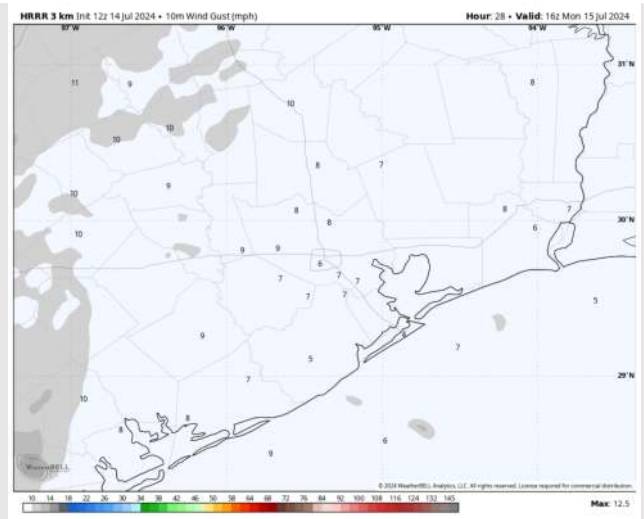 HRRR 3 km Init 12z 14 Jul 2024 • 10m Wind Gust (mph) Hour: 28 • Valid: 16z Mon 15 Jul 2024
97°W 96°W 95°W 94°W
31°N
11 9 8
10
10
10
8 7
9
10
8 8 7
8 6
30°N
10
9 9
6
7 7 7
7 7
5
9
6
7
5
29°N
7
10
8
8
6
9
WeatherBELL
© 2024 WeatherBELL Analytics, LLC. All rights reserved. License required for commercial distribution.
10 14 18 22 26 30 34 38 42 46 50 54 58 64 68 72 76 80 84 92 100 108 116 124 132 145
Max: 12.5